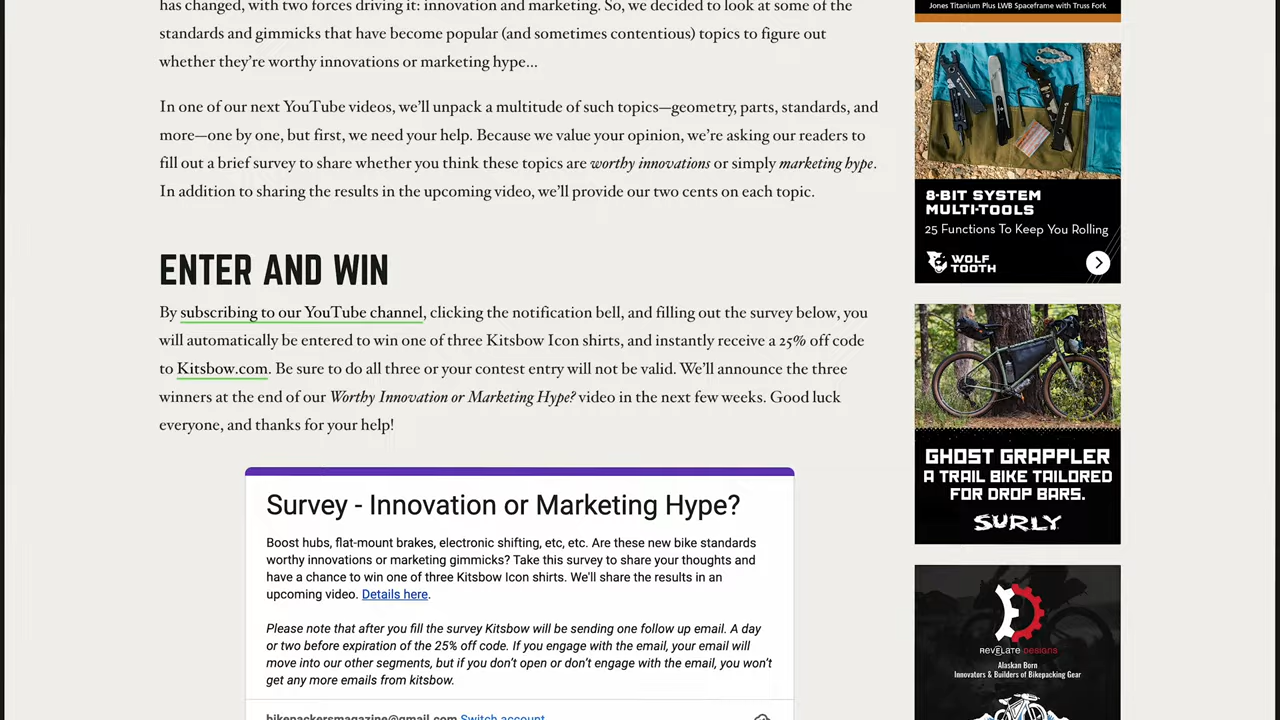 has changed, with two forces driving it: innovation and marketing. So, we decided to look at some of the
standards and gimmicks that have become popular (and sometimes contentious) topics to figure out
whether they're worthy innovations or marketing hype...
In one of our next YouTube videos, we'll unpack a multitude of such topics—geometry, parts, standards, and
more—one by one, but first, we need your help. Because we value your opinion, we're asking our readers to
fill out a brief survey to share whether you think these topics are worthy innovations or simply marketing hype.
In addition to sharing the results in the upcoming video, we'll provide our two cents on each topic.
ENTER AND WIN
By subscribing to our YouTube channel, clicking the notification bell, and filling out the survey below, you
will automatically be entered to win one of three Kitsbow Icon shirts, and instantly receive a 25% off code
to Kitsbow.com. Be sure to do all three or your contest entry will not be valid. We'll announce the three
winners at the end of our Worthy Innovation or Marketing Hype? video in the next few weeks. Good luck
everyone, and thanks for your help!
Survey - Innovation or Marketing Hype?
Boost hubs, flat-mount brakes, electronic shifting, etc, etc. Are these new bike standards
worthy innovations or marketing gimmicks? Take this survey to share your thoughts and
have a chance to win one of three Kitsbow Icon shirts. We'll share the results in an
upcoming video. Details here.
Please note that after you fill the survey Kitsbow will be sending one follow up email. A day
or two before expiration of the 25% off code. If you engage with the email, your email will
move into our other segments, but if you don't open or don't engage with the email, you won't
get any more emails from kitsbow.
bikepackersmagazine@gmail.com Switch account
Jones Titanium Plus LWB Spaceframe with Truss Fork
8-BIT SYSTEM
MULTI-TOOLS
25 Functions To Keep You Rolling
WOLF
TOOTH
GHOST GRAPPLER
A TRAIL BIKE TAILORED
FOR DROP BARS.
SURLY
REVELATE DESIGNS
Alaskan Born
Innovators & Builders of Bikepacking Gear